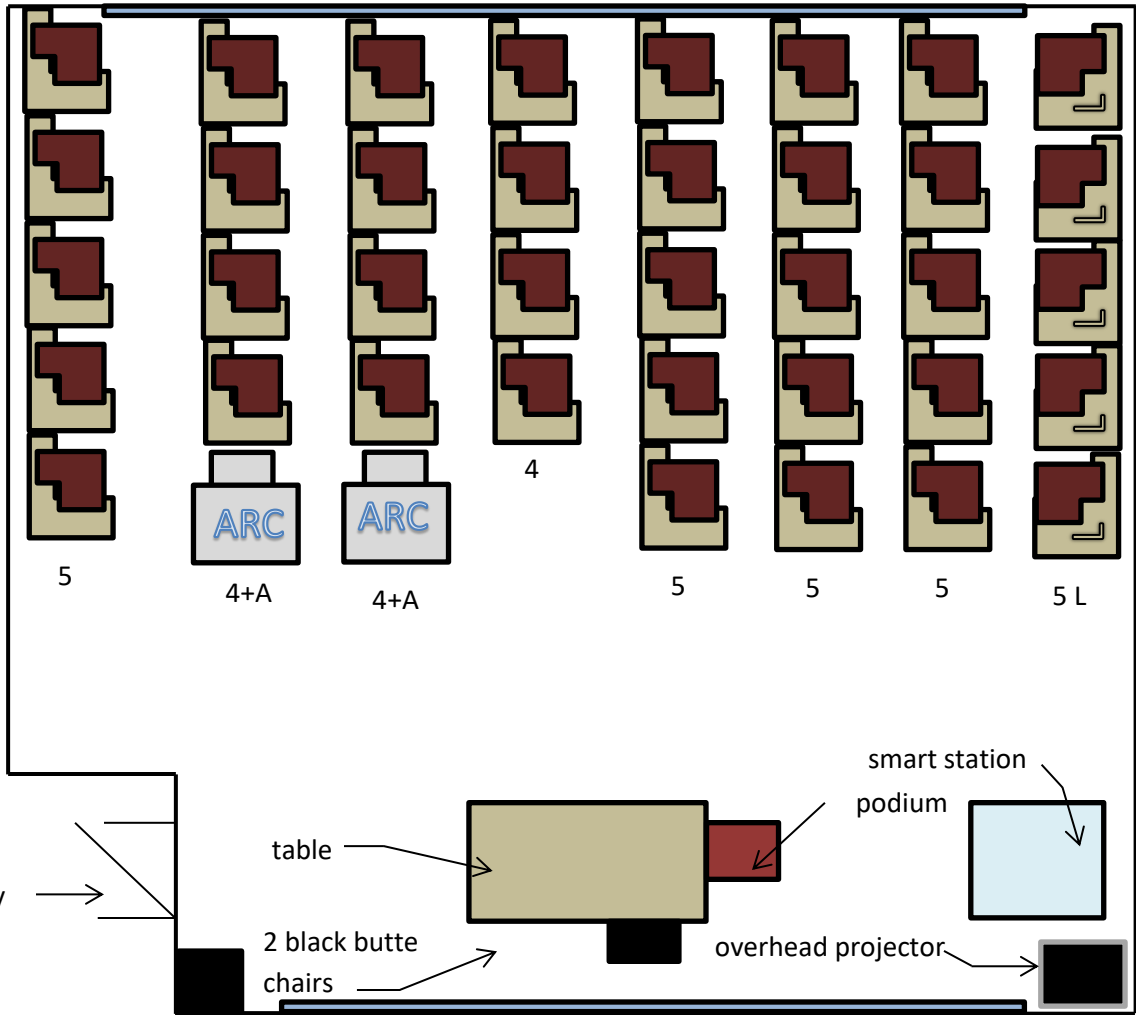 ARC
ARC
4
5
4+A
4+A
5
5
5
5 L
smart station
podium
table
2 black butte
chairs
overhead projector